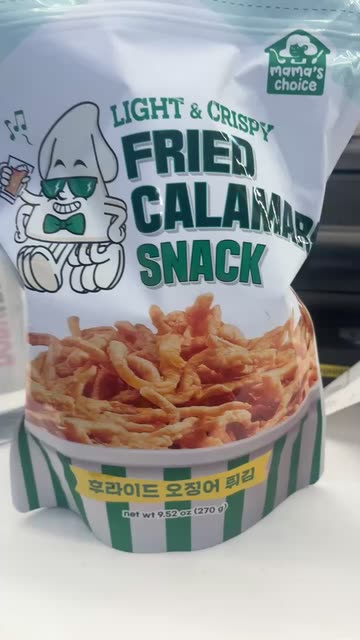 mama's
choice
LIGHT & CRISPY
FRIED
CALAMAR
SNACK
후라이드 오징어 튀김
net wt 9.52 oz (270 g)